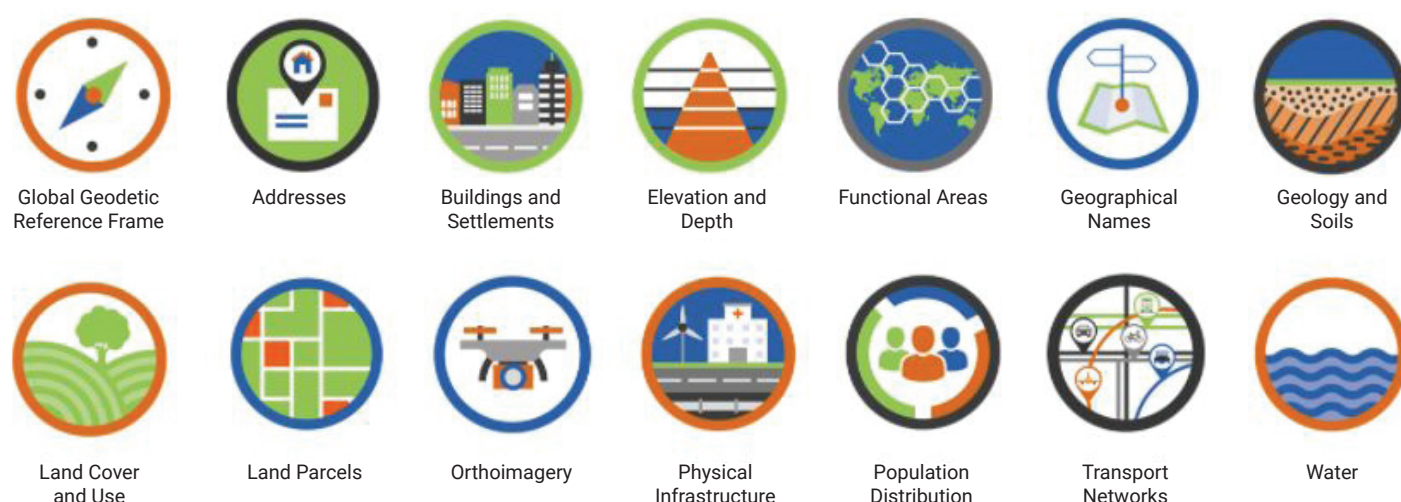 Global Geodetic
Reference Frame
Addresses
Buildings and
Settlements
Elevation and
Depth
Functional Areas
Geographical
Names
Geology and
Soils
Land Cover
and Use
Land Parcels
Orthoimagery
Physical
Infrastructure
Population
Distribution
Transport
Networks
Water